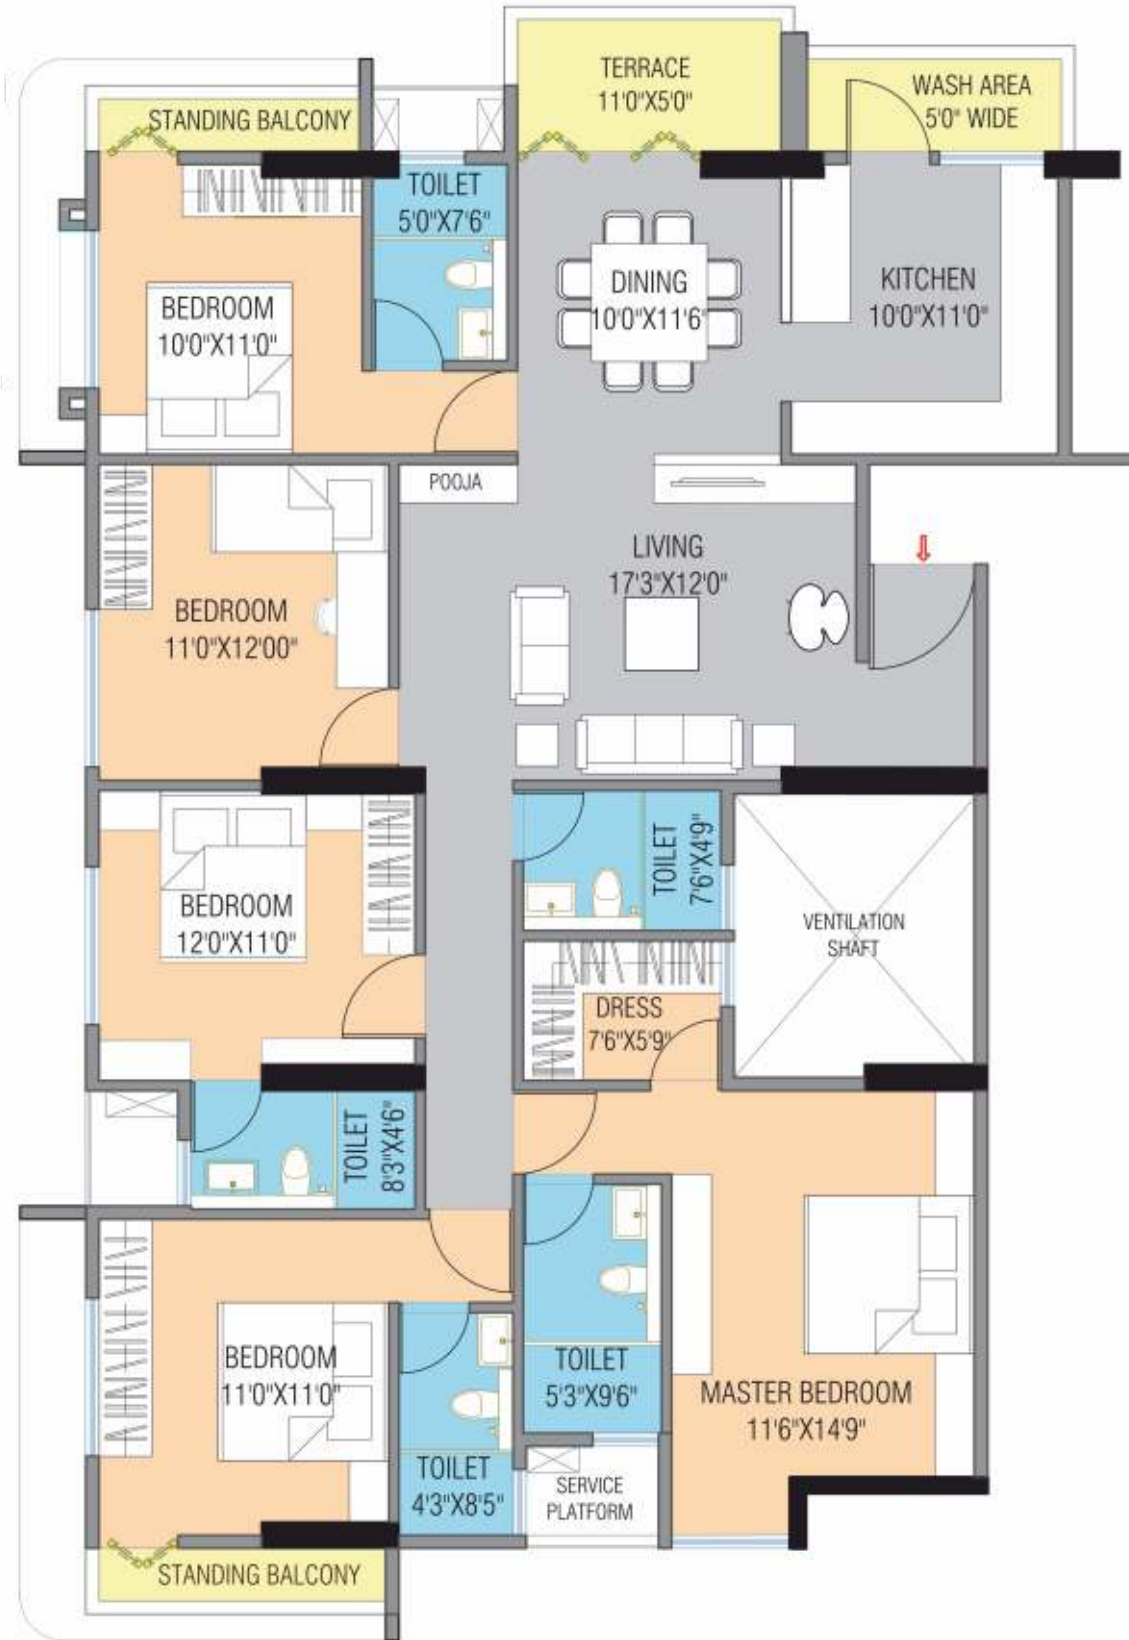 TERRACE
11'0"X5'0"
WASH AREA
5'0" WIDE
STANDING BALCONY
TOILET
5'0"X7'6"
DINING
10'0"X11'6"
KITCHEN
10'0"X11'0"
BEDROOM
10'0"X11'0"
POOJA
LIVING
17'3"X12'0"
BEDROOM
11'0"X12'00"
TOILET
7'6"X4'9"
BEDROOM
12'0"X11'0"
VENTILATION
SHAFT
DRESS
7'6"X5'9"
TOILET
8'3"X4'6"
BEDROOM
11'0"X11'0"
TOILET
5'3"X9'6"
MASTER BEDROOM
11'6"X14'9"
TOILET
4'3"X8'5"
SERVICE
PLATFORM
STANDING BALCONY